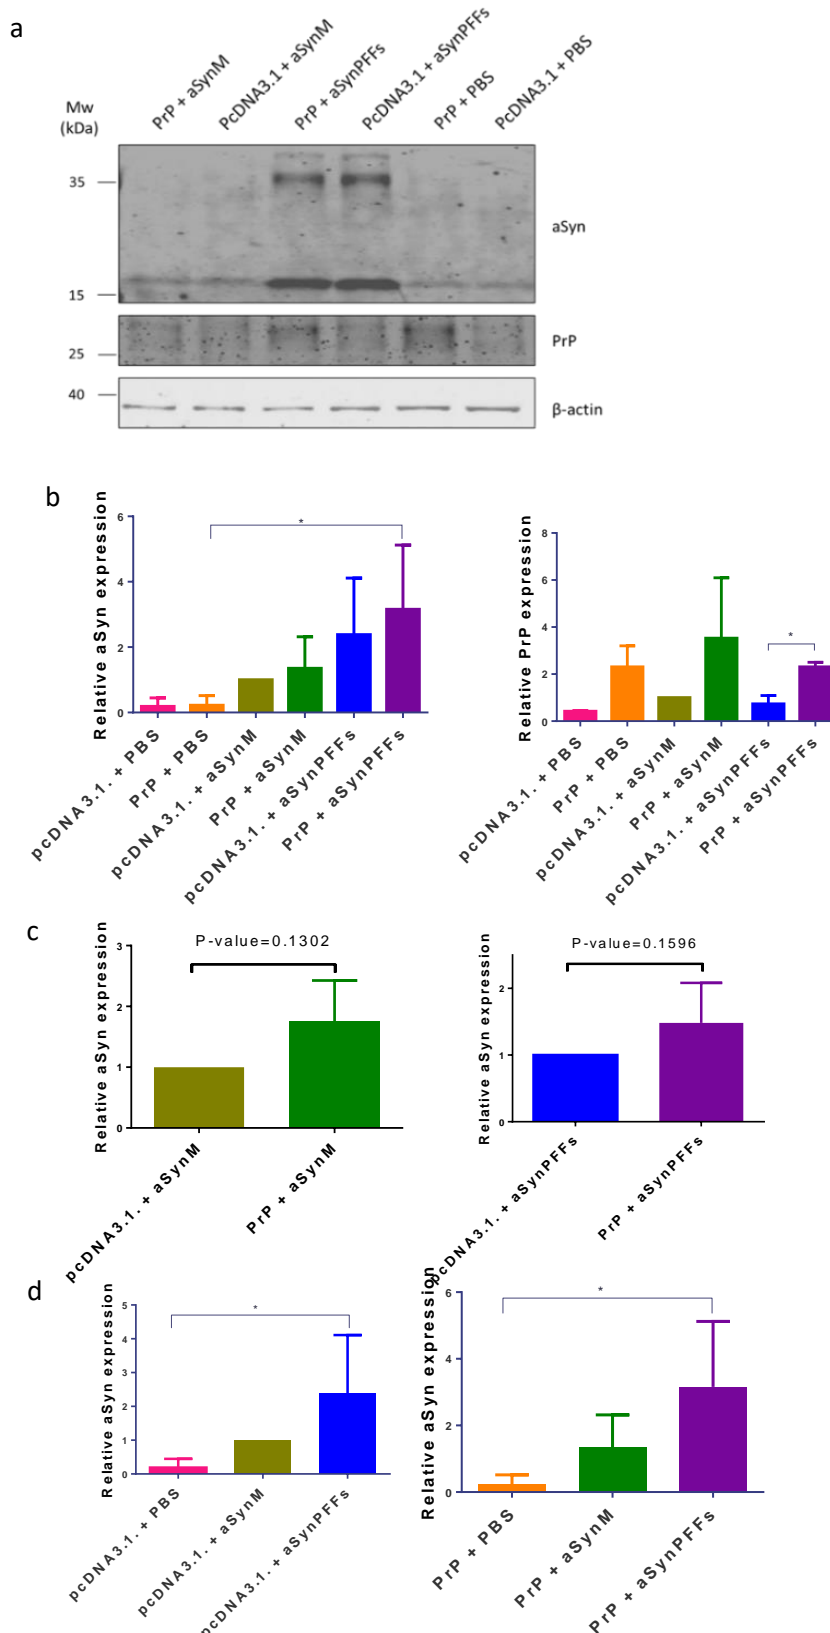 a
PrP + aSynM
PcDNA3.1 + aSynM
PrP + aSynPFFs
PcDNA3.1 + aSynPFFs
PrP + PBS
PcDNA3.1 + PBS
Mw
(kDa)
35
aSyn
15
PrP
25
40
β-actin
b
Relative aSyn expression
6
4
2
0
*
pcDNA3.1. + PBS
PrP + PBS
pcDNA3.1. + aSynM
PrP + aSynM
pcDNA3.1. + aSynPFFs
PrP + aSynPFFs
Relative PrP expression
8
6
4
2
0
*
pcDNA3.1. + PBS
PrP + PBS
pcDNA3.1. + aSynM
PrP + aSynM
pcDNA3.1. + aSynPFFs
PrP + aSynPFFs
c
Relative aSyn expression
3
2
1
0
P-value=0.1302
pcDNA3.1. + aSynM
PrP + aSynM
Relative aSyn expression
2
1
0
P-value=0.1596
pcDNA3.1. + aSynPFFs
PrP + aSynPFFs
d
Relative aSyn expression
5
4
3
2
1
0
*
pcDNA3.1. + PBS
pcDNA3.1. + aSynM
pcDNA3.1. + aSynPFFs
Relative aSyn expression
6
4
2
0
*
PrP + PBS
PrP + aSynM
PrP + aSynPFFs